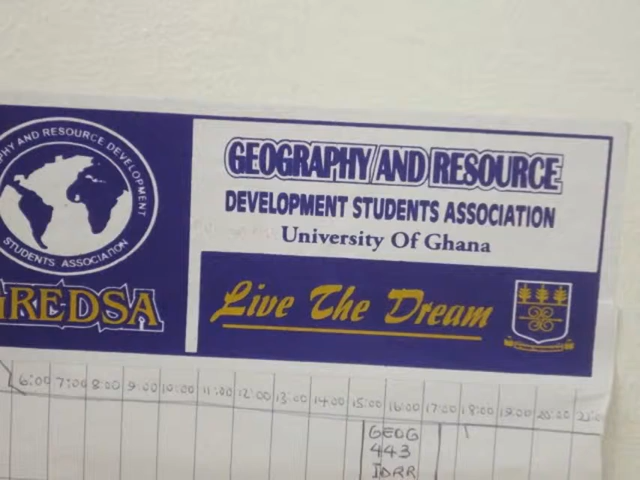 GEOGRAPHY AND RESOURCE
DEVELOPMENT STUDENTS ASSOCIATION
University Of Ghana
Live The Dream
AND RESOURCE DEVELOPMENT
STUDENTS ASSOCIATION
GREDSA
6:00 7:00 8:00 9:00 10:00 11:00 12:00 13:00 14:00 15:00 16:00 17:00 18:00 19:00 20:00
GEOG
443
IDRR